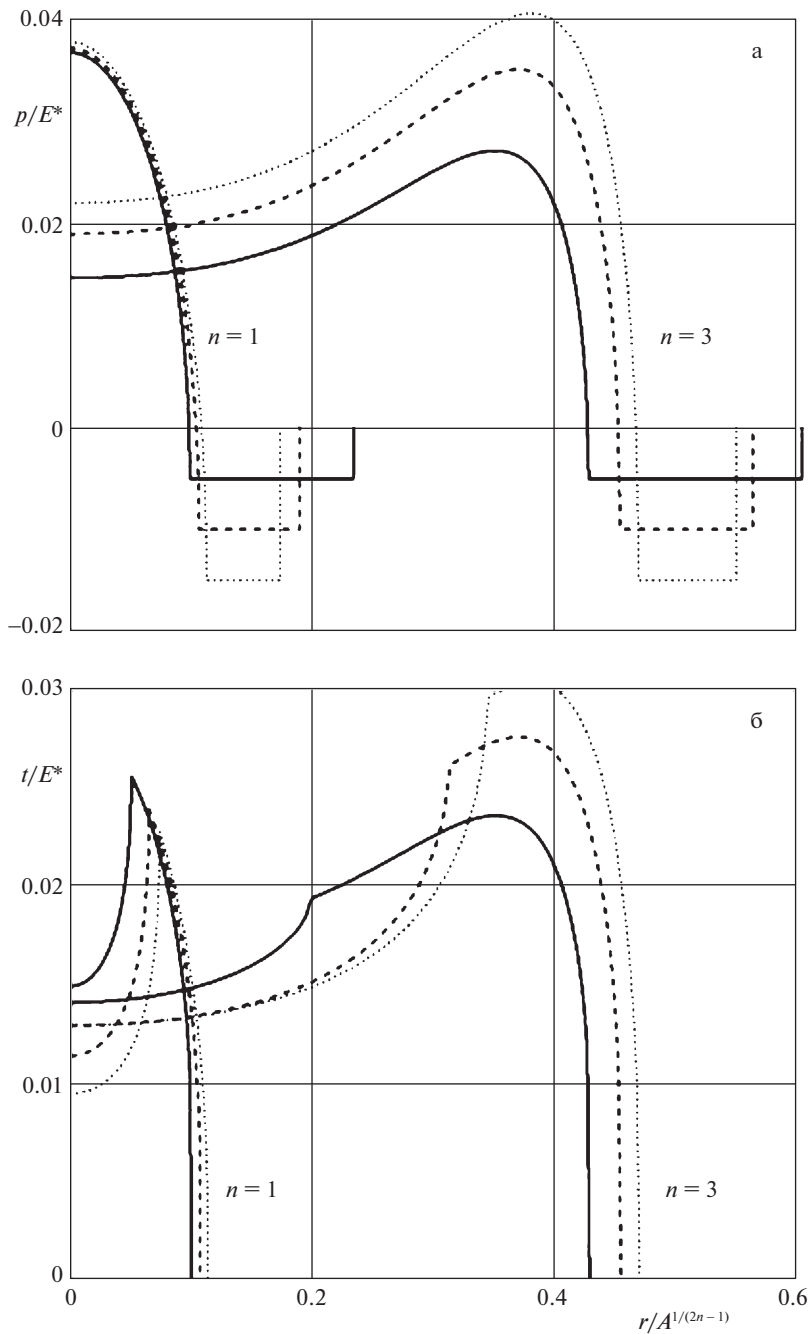 0.04
а
p/E*
0.02
n = 1
n = 3
0
–0.02
0.03
б
t/E*
0.02
0.01
n = 1
n = 3
0
0
0.2
0.4
0.6
r/A^{1/(2n – 1)}